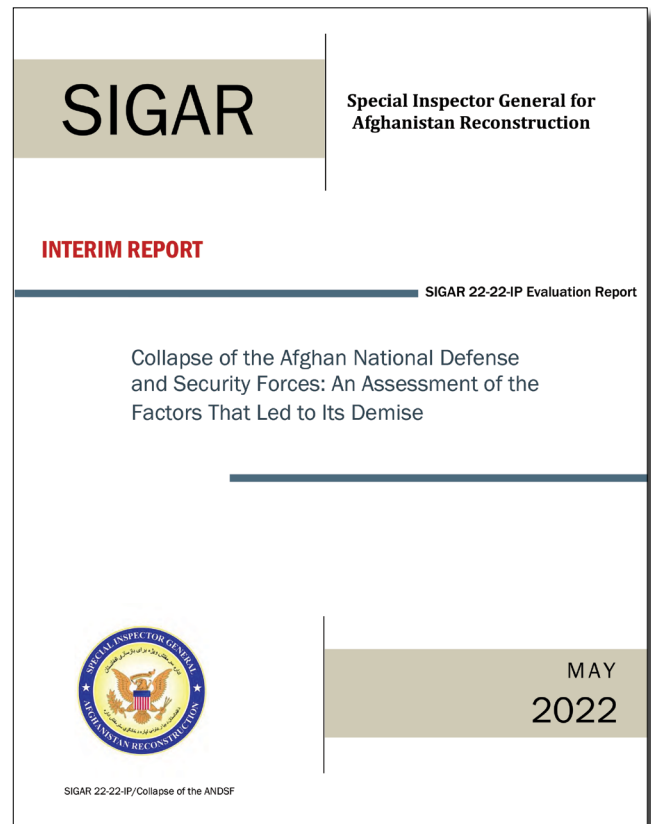 SIGAR
Special Inspector General for
Afghanistan Reconstruction
INTERIM REPORT
SIGAR 22-22-IP Evaluation Report
Collapse of the Afghan National Defense
and Security Forces: An Assessment of the
Factors That Led to Its Demise
SPECIAL INSPECTOR GENERAL
AFGHANISTAN RECONSTRUCTION
MAY
2022
SIGAR 22-22-IP/Collapse of the ANDSF